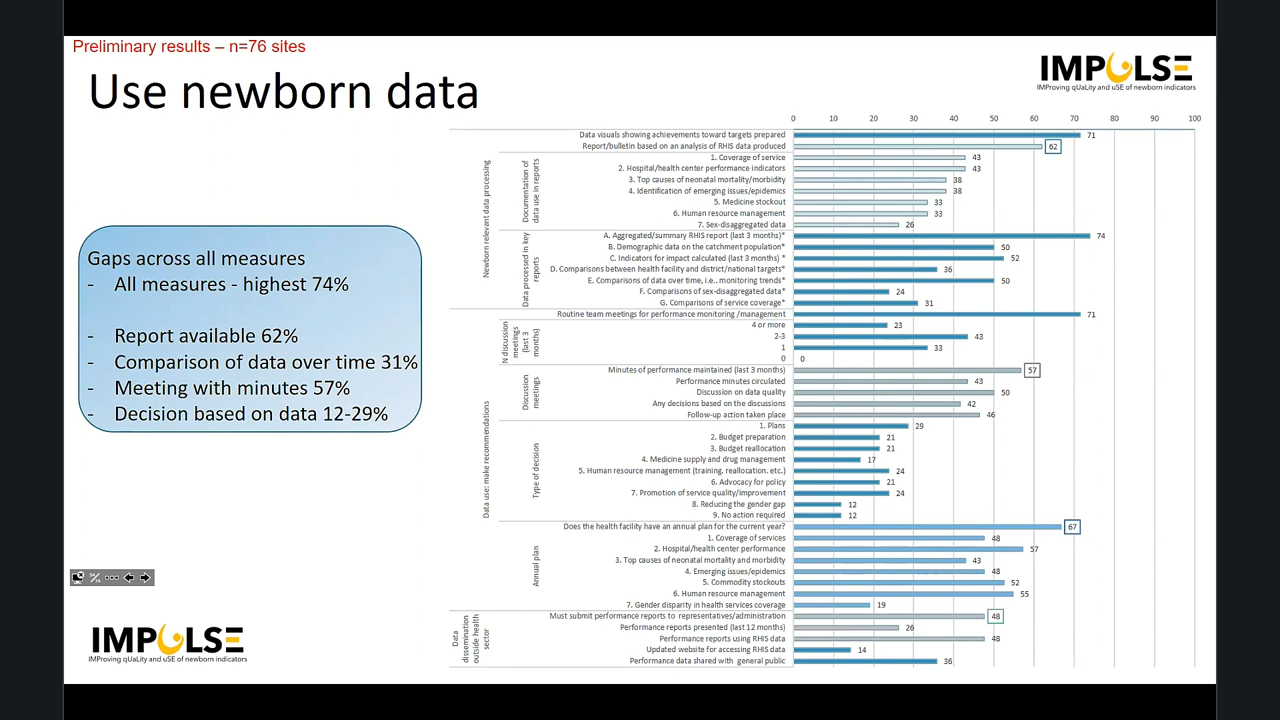 Preliminary results – n=76 sites
Use newborn data
IMPULSE
IMProving qUaLity and uSE of newborn indicators
Gaps across all measures
- All measures - highest 74%
- Report available 62%
- Comparison of data over time 31%
- Meeting with minutes 57%
- Decision based on data 12-29%
0 10 20 30 40 50 60 70 80 90 100
Newborn relevant data processing
Data visuals showing achievements toward targets prepared 71
Report/bulletin based on an analysis of RHIS data produced 62
Documentation of
data use in reports
1. Coverage of service 43
2. Hospital/health center performance indicators 43
3. Top causes of neonatal mortality/morbidity 38
4. Identification of emerging issues/epidemics 38
5. Medicine stockout 33
6. Human resource management 33
7. Sex-disaggregated data 26
Data processed in key
reports
A. Aggregated/summary RHIS report (last 3 months)* 74
B. Demographic data on the catchment population* 50
C. Indicators for impact calculated (last 3 months) * 52
D. Comparisons between health facility and district/national targets* 36
E. Comparisons of data over time, i.e.. monitoring trends* 50
F. Comparisons of sex-disaggregated data* 24
G. Comparisons of service coverage* 31
Data use: make recommendations
Routine team meetings for performance monitoring /management 71
N discussion
meetings
(last 3
months)
4 or more 23
2-3 43
1 33
0 0
Discussion
meetings
Minutes of performance maintained (last 3 months) 57
Performance minutes circulated 43
Discussion on data quality 50
Any decisions based on the discussions 42
Follow-up action taken place 46
Type of decision
1. Plans 29
2. Budget preparation 21
3. Budget reallocation 21
4. Medicine supply and drug management 17
5. Human resource management (training, reallocation. etc.) 24
6. Advocacy for policy 21
7. Promotion of service quality/improvement 24
8. Reducing the gender gap 12
9. No action required 12
Annual plan
Does the health facility have an annual plan for the current year? 67
1. Coverage of services 48
2. Hospital/health center performance 57
3. Top causes of neonatal mortality and morbidity 43
4. Emerging issues/epidemics 48
5. Commodity stockouts 52
6. Human resource management 55
7. Gender disparity in health services coverage 19
Data
dissemination
outside health
sector
Must submit performance reports to representatives/administration 48
Performance reports presented (last 12 months) 26
Performance reports using RHIS data 48
Updated website for accessing RHIS data 14
Performance data shared with general public 36
IMPULSE
IMProving qUaLity and uSE of newborn indicators